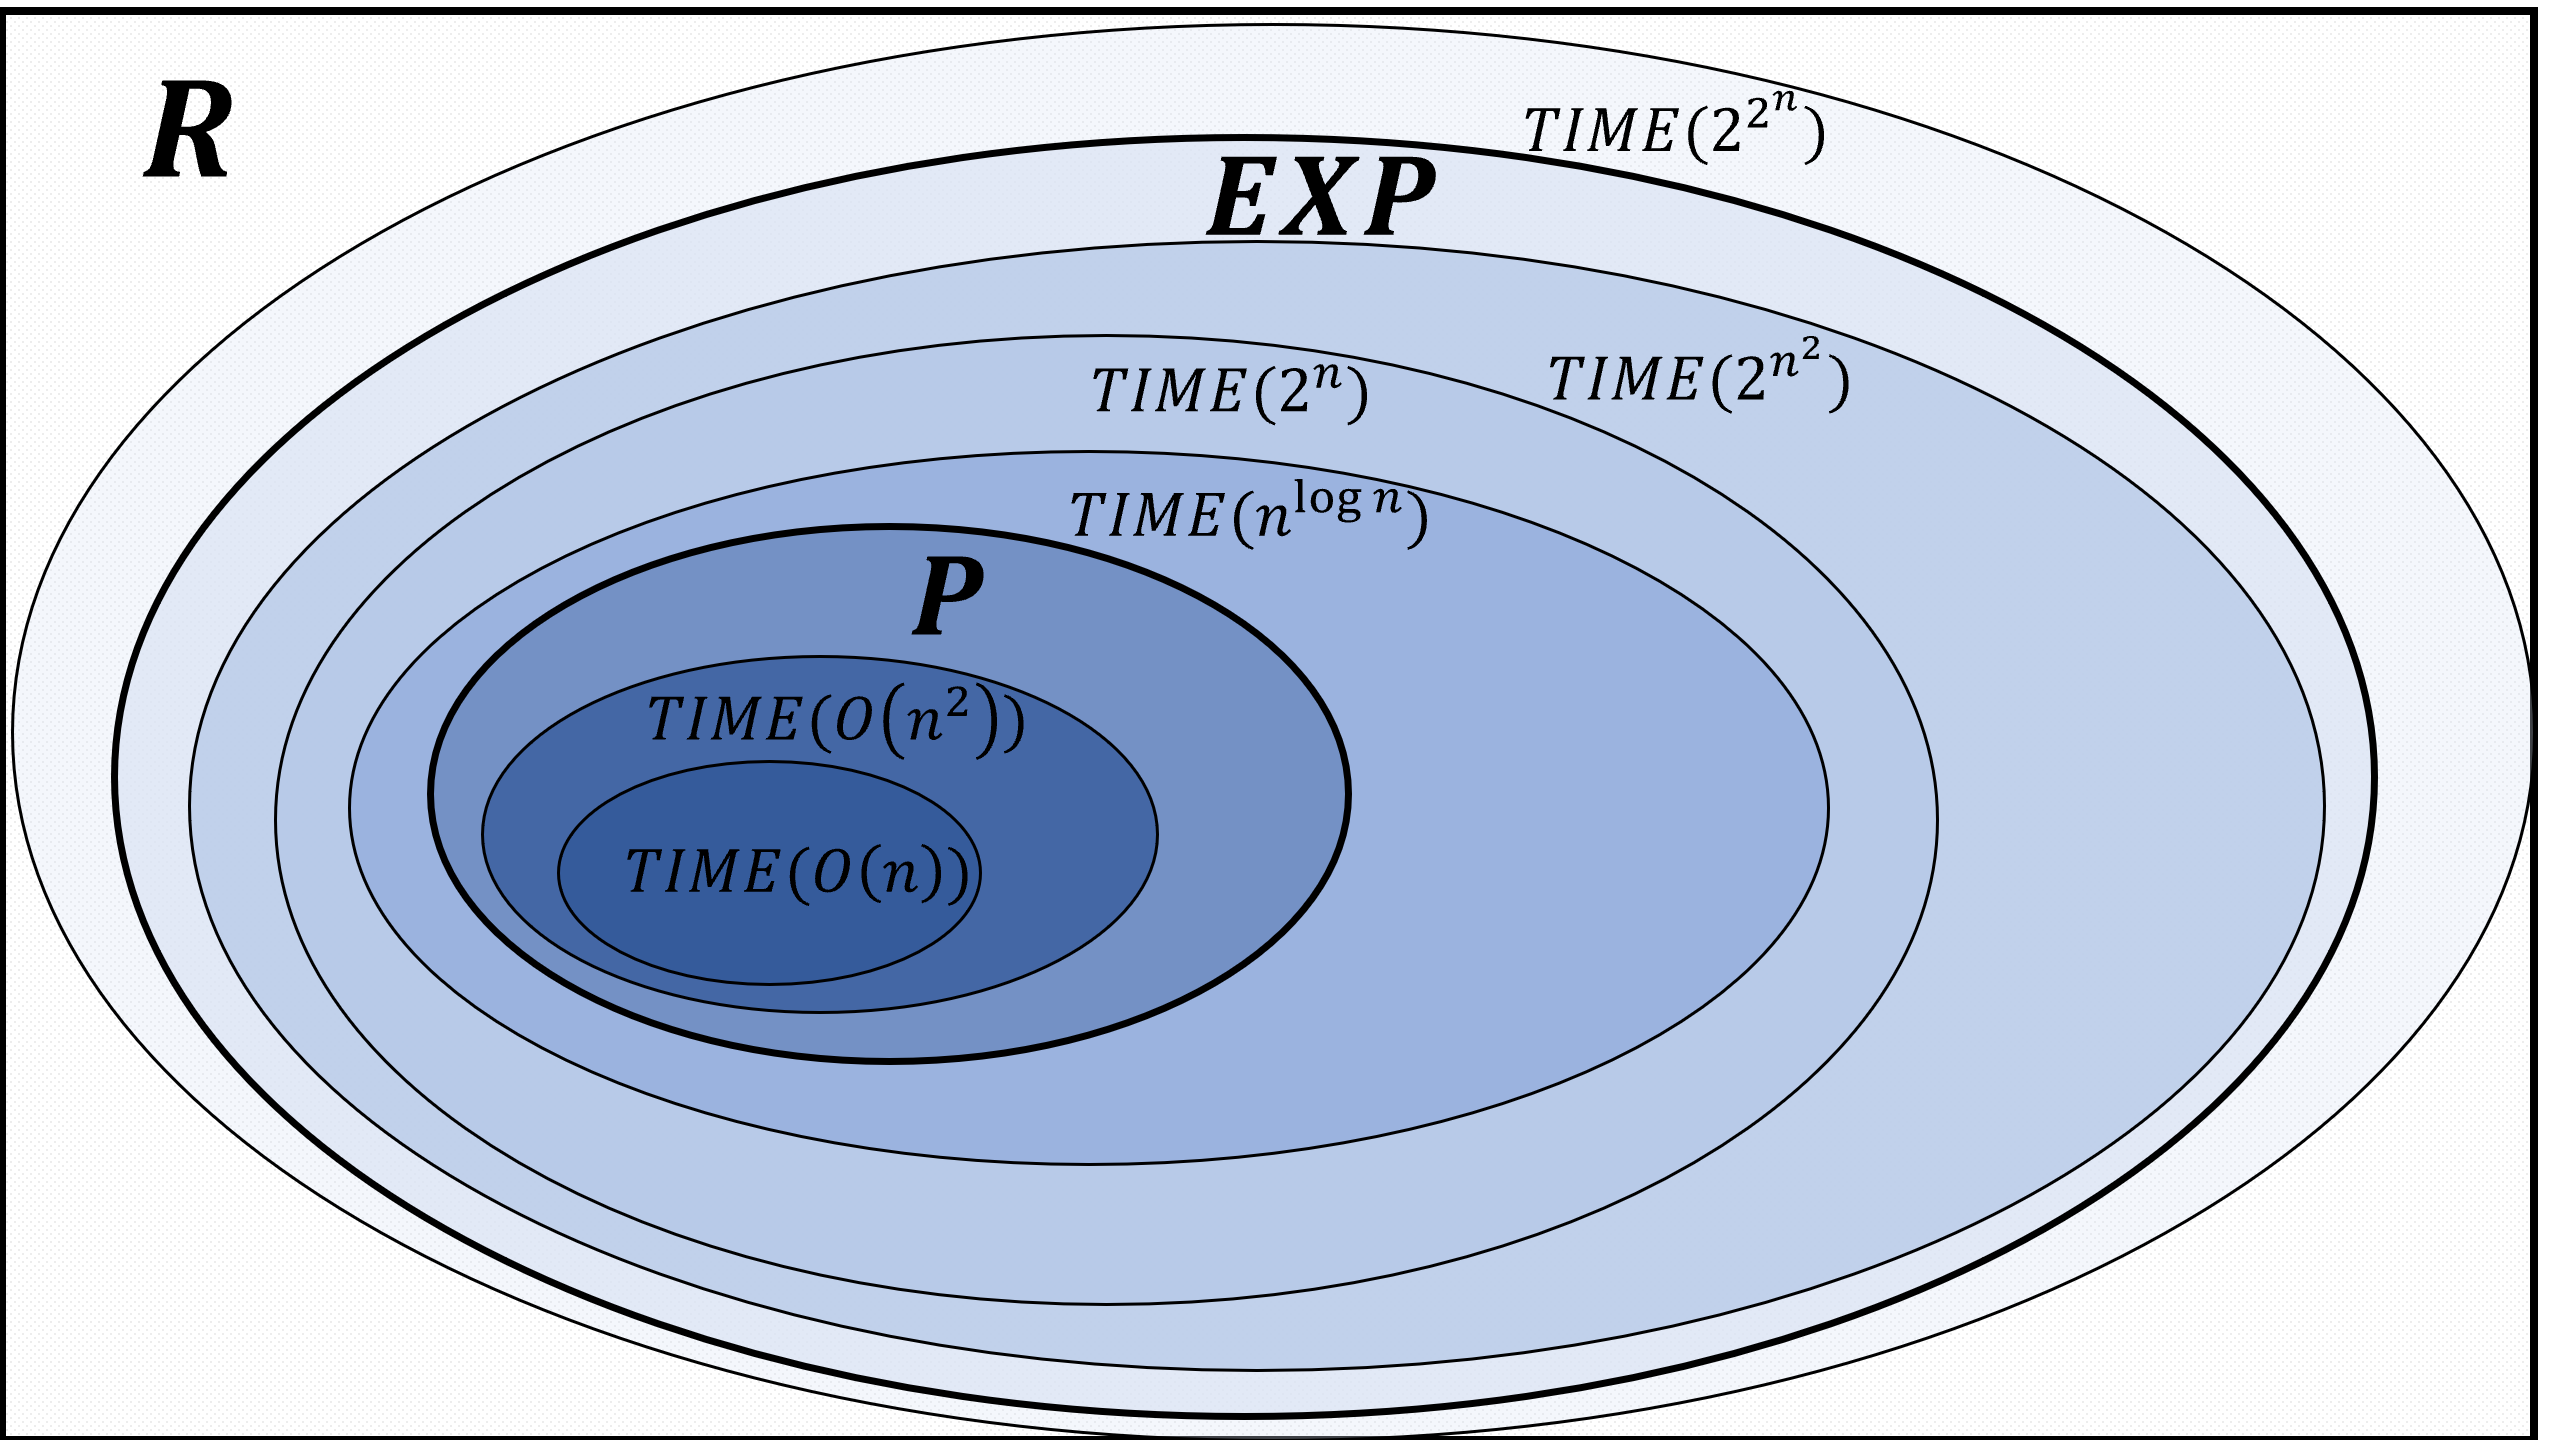 R
TIME(2^{2^n})
EXP
TIME(2^{n^2})
TIME(2^n)
TIME(n^{log n})
P
TIME(O(n^2))
TIME(O(n))